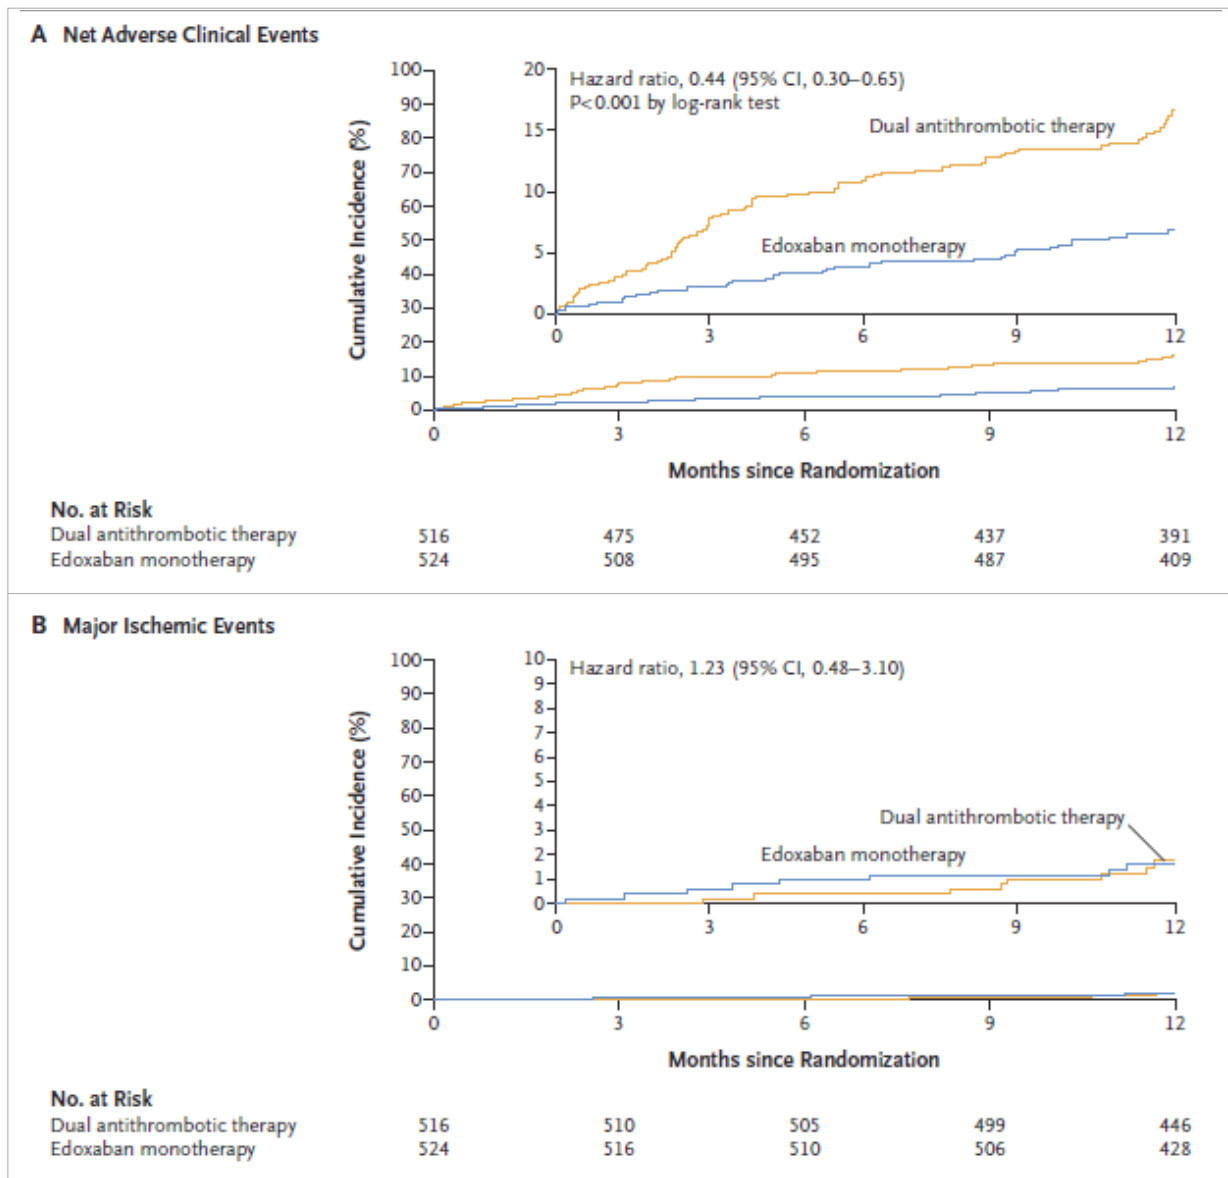 A Net Adverse Clinical Events
Cumulative Incidence (%)
100
90
80
70
60
50
40
30
20
10
0
20
15
10
5
0
Hazard ratio, 0.44 (95% CI, 0.30–0.65)
P<0.001 by log-rank test
Dual antithrombotic therapy
Edoxaban monotherapy
0 3 6 9 12
0 3 6 9 12
Months since Randomization
No. at Risk
Dual antithrombotic therapy 516 475 452 437 391
Edoxaban monotherapy 524 508 495 487 409
B Major Ischemic Events
Cumulative Incidence (%)
100
90
80
70
60
50
40
30
20
10
0
10
9
8
7
6
5
4
3
2
1
0
Hazard ratio, 1.23 (95% CI, 0.48–3.10)
Dual antithrombotic therapy
Edoxaban monotherapy
0 3 6 9 12
0 3 6 9 12
Months since Randomization
No. at Risk
Dual antithrombotic therapy 516 510 505 499 446
Edoxaban monotherapy 524 516 510 506 428